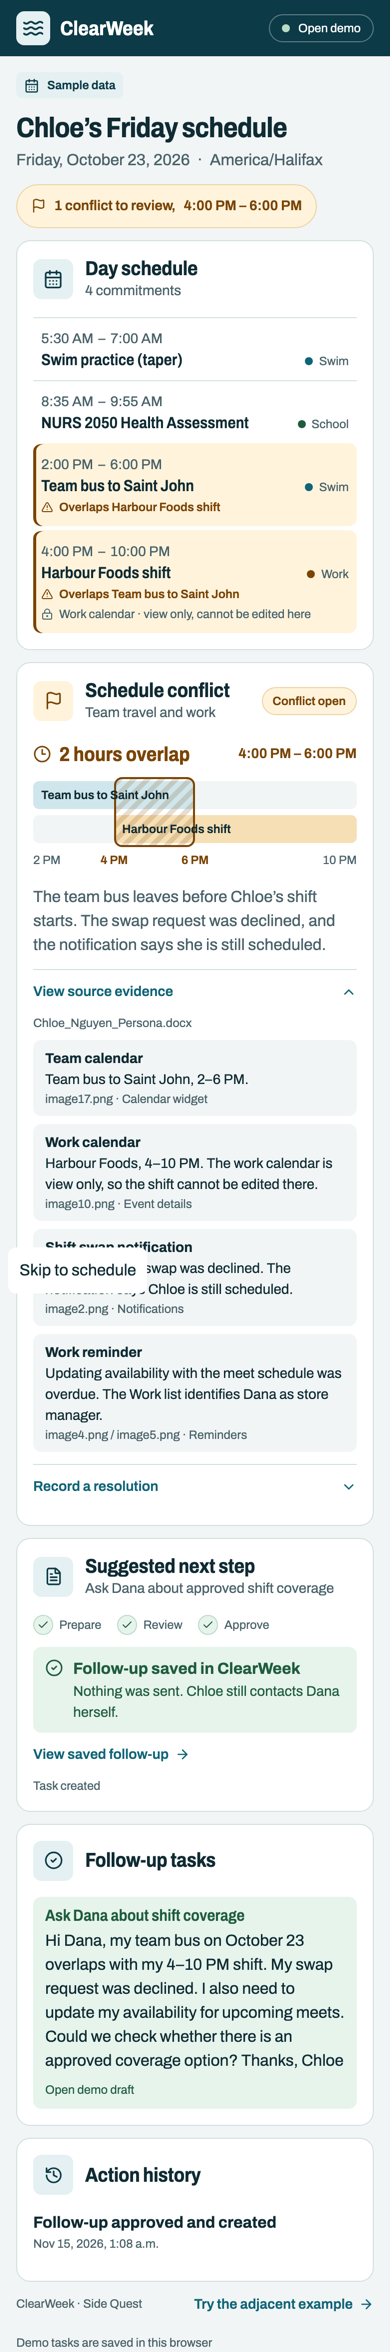 ClearWeek
Open demo
Sample data
Chloe’s Friday schedule
Friday, October 23, 2026 · America/Halifax
1 conflict to review, 4:00 PM – 6:00 PM
Day schedule
4 commitments
5:30 AM – 7:00 AM
Swim practice (taper)
Swim
8:35 AM – 9:55 AM
NURS 2050 Health Assessment
School
2:00 PM – 6:00 PM
Team bus to Saint John
Swim
Overlaps Harbour Foods shift
4:00 PM – 10:00 PM
Harbour Foods shift
Work
Overlaps Team bus to Saint John
Work calendar · view only, cannot be edited here
Schedule conflict
Team travel and work
Conflict open
2 hours overlap
4:00 PM – 6:00 PM
Team bus to Saint John
Harbour Foods shift
2 PM 4 PM 6 PM 10 PM
The team bus leaves before Chloe’s shift
starts. The swap request was declined, and
the notification says she is still scheduled.
View source evidence
Chloe_Nguyen_Persona.docx
Team calendar
Team bus to Saint John, 2–6 PM.
image17.png · Calendar widget
Work calendar
Harbour Foods, 4–10 PM. The work calendar is
view only, so the shift cannot be edited there.
image10.png · Event details
Shift swap notification
Skip to schedule
swap was declined. The
notification says Chloe is still scheduled.
image2.png · Notifications
Work reminder
Updating availability with the meet schedule was
overdue. The Work list identifies Dana as store
manager.
image4.png / image5.png · Reminders
Record a resolution
Suggested next step
Ask Dana about approved shift coverage
Prepare Review Approve
Follow-up saved in ClearWeek
Nothing was sent. Chloe still contacts Dana
herself.
View saved follow-up
Task created
Follow-up tasks
Ask Dana about shift coverage
Hi Dana, my team bus on October 23
overlaps with my 4–10 PM shift. My swap
request was declined. I also need to
update my availability for upcoming meets.
Could we check whether there is an
approved coverage option? Thanks, Chloe
Open demo draft
Action history
Follow-up approved and created
Nov 15, 2026, 1:08 a.m.
ClearWeek · Side Quest
Try the adjacent example
Demo tasks are saved in this browser